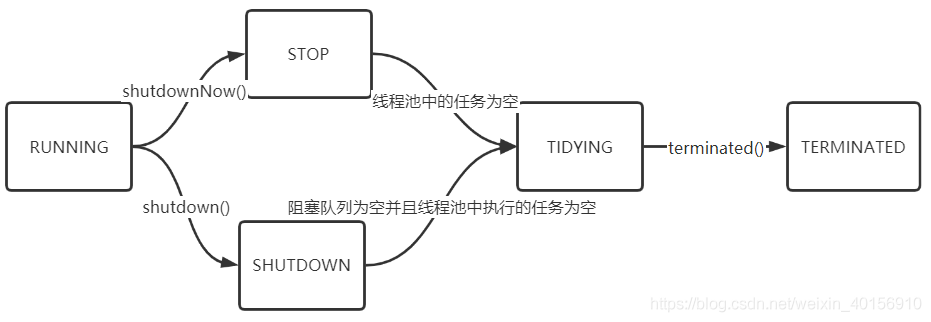 STOP
shutdownNow()
线程池中的任务为空
RUNNING
TIDYING
terminated()
TERMINATED
shutdown()
阻塞队列为空并且线程池中执行的任务为空
SHUTDOWN
https://blog.csdn.net/weixin_40156910